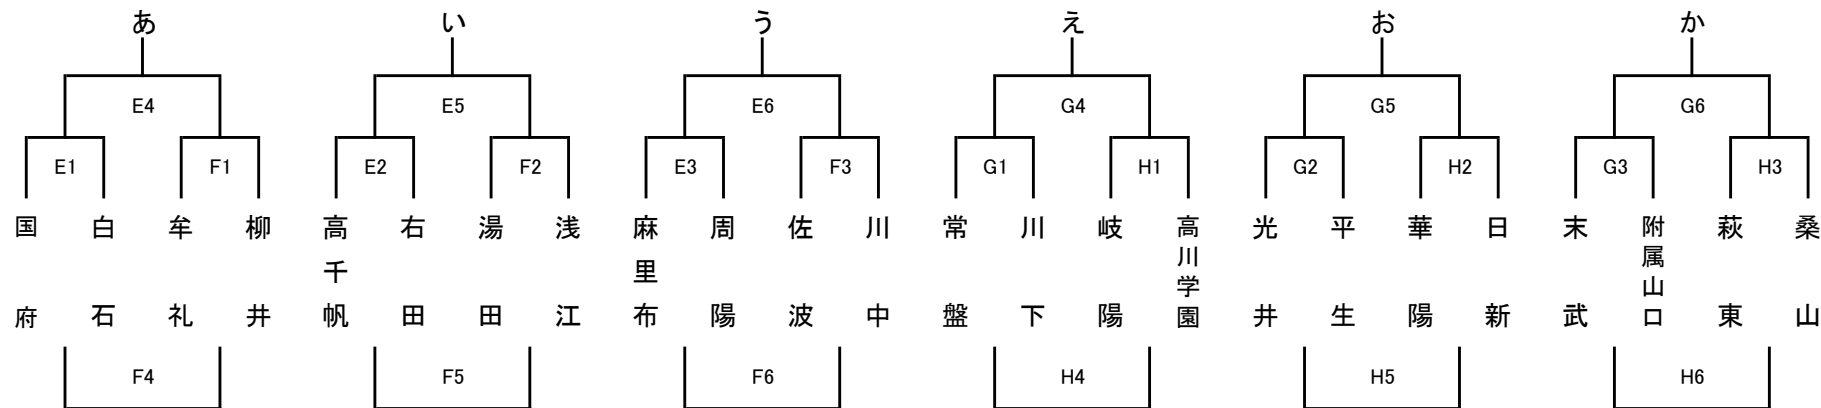 あ い う え お か
E4 E5 E6 G4 G5 G6
E1 F1 E2 F2 E3 F3 G1 H1 G2 H2 G3 H3
国府 白石 牟礼 柳井 高千帆 右田 湯田 浅江 麻里布 周陽 佐波 川中 常盤 川下 岐陽 高川学園 光井 平生 華陽 日新 末武 附属山口 萩東 桑山
F4 F5 F6 H4 H5 H6